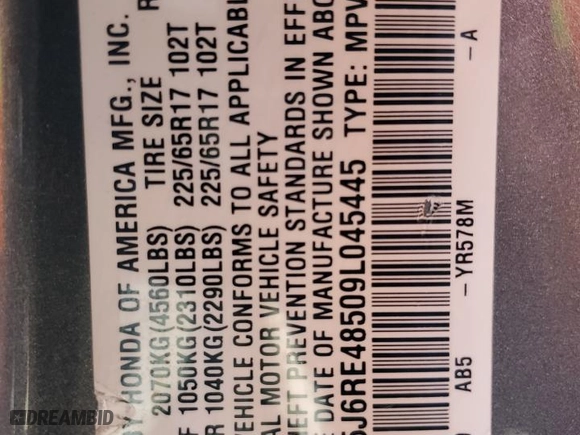 BY HONDA OF AMERICA MFG., INC.
2070KG(4560LBS) TIRE SIZE R
F 1050KG(2310LBS) 225/65R17 102T
R 1040KG(2290LBS) 225/65R17 102T
VEHICLE CONFORMS TO ALL APPLICABL
AL MOTOR VEHICLE SAFETY
HEFT PREVENTION STANDARDS IN EFF
E DATE OF MANUFACTURE SHOWN ABO
5J6RE48509L045445 TYPE: MPV
AB5 -YR578M -A
DREAMBID